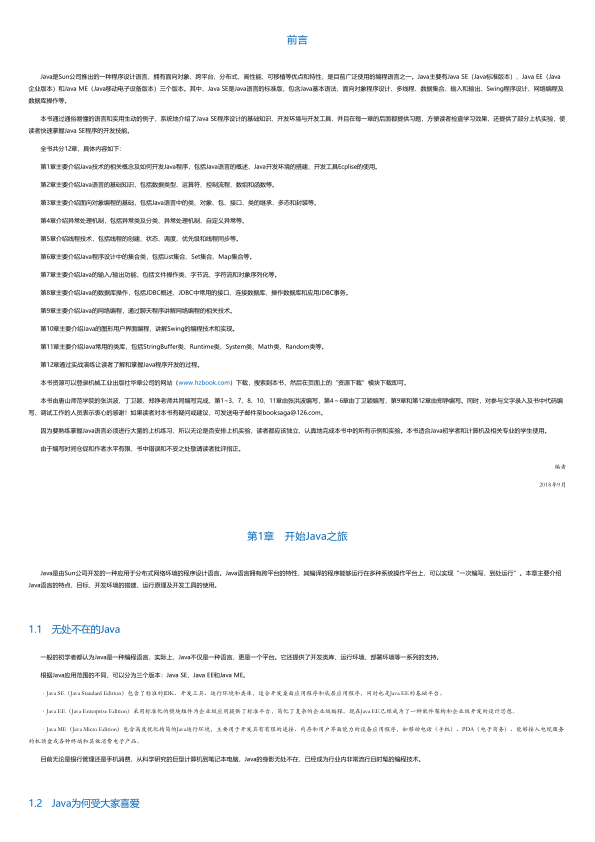 前言
Java是Sun公司推出的一种程序设计语言，拥有面向对象、跨平台、分布式、高性能、可移植等优点和特性，是目前广泛使用的编程语言之一。Java主要有Java SE（Java标准版本）、Java EE（Java
企业版本）和Java ME（Java移动电子设备版本）三个版本。其中，Java SE是Java语言的标准版，包含Java基本语法、面向对象程序设计、多线程、数据集合、输入和输出、Swing程序设计、网络编程及
数据库操作等。
本书通过通俗易懂的语言和实用生动的例子，系统地介绍了Java SE程序设计的基础知识、开发环境与开发工具，并且在每一章的后面都提供习题，方便读者检查学习效果，还提供了部分上机实验，使
读者快速掌握Java SE程序的开发技能。
全书共分12章，具体内容如下：
第1章主要介绍Java技术的相关概念及如何开发Java程序，包括Java语言的概述、Java开发环境的搭建、开发工具Ecplise的使用。
第2章主要介绍Java语言的基础知识，包括数据类型、运算符、控制流程、数组和函数等。
第3章主要介绍面向对象编程的基础，包括Java语言中的类、对象、包、接口、类的继承、多态和封装等。
第4章介绍异常处理机制，包括异常类及分类、异常处理机制、自定义异常等。
第5章介绍线程技术，包括线程的创建、状态、调度、优先级和线程同步等。
第6章主要介绍Java程序设计中的集合类，包括List集合、Set集合、Map集合等。
第7章主要介绍Java的输入/输出功能，包括文件操作类、字节流、字符流和对象序列化等。
第8章主要介绍Java的数据库操作，包括JDBC概述、JDBC中常用的接口、连接数据库、操作数据库和应用JDBC事务。
第9章主要介绍Java的网络编程，通过聊天程序讲解网络编程的相关技术。
第10章主要介绍Java的图形用户界面编程，讲解Swing的编程技术和实现。
第11章主要介绍Java常用的类库，包括StringBuffer类、Runtime类、System类、Math类、Random类等。
第12章通过实战演练让读者了解和掌握Java程序开发的过程。
本书资源可以登录机械工业出版社华章公司的网站（www.hzbook.com）下载，搜索到本书，然后在页面上的“资源下载”模块下载即可。
本书由唐山师范学院的张洪波、丁卫颖、郑铮老师共同编写完成。第1~3、7、8、10、11章由张洪波编写，第4～6章由丁卫颖编写，第9章和第12章由郑铮编写。同时，对参与文字录入及书中代码编
写、调试工作的人员表示衷心的感谢！如果读者对本书有疑问或建议，可发送电子邮件至booksaga@126.com。
因为要熟练掌握Java语言必须进行大量的上机练习，所以无论是否安排上机实验，读者都应该独立、认真地完成本书中的所有示例和实验。本书适合Java初学者和计算机及相关专业的学生使用。
由于编写时间仓促和作者水平有限，书中错误和不妥之处敬请读者批评指正。
编者
2018年9月
第1章　开始Java之旅
Java是由Sun公司开发的一种应用于分布式网络环境的程序设计语言。Java语言拥有跨平台的特性，其编译的程序能够运行在多种系统操作平台上，可以实现“一次编写，到处运行”。本章主要介绍
Java语言的特点、目标、开发环境的搭建、运行原理及开发工具的使用。
1.1　无处不在的Java
一般的初学者都认为Java是一种编程语言，实际上，Java不仅是一种语言，更是一个平台。它还提供了开发类库、运行环境、部署环境等一系列的支持。
根据Java应用范围的不同，可以分为三个版本：Java SE、Java EE和Java ME。
· Java SE（Java Standard Edition）包含了标准的JDK、开发工具、运行环境和类库，适合开发桌面应用程序和底层应用程序，同时也是Java EE的基础平台。
· Java EE（Java Enterprise Edition）采用标准化的模块组件为企业级应用提供了标准平台，简化了复杂的企业级编程。现在Java EE已经成为了一种软件架构和企业级开发的设计思想。
· Java ME（Java Micro Edition）包含高度优化精简的Java运行环境，主要用于开发具有有限的连接、内存和用户界面能力的设备应用程序，如移动电话（手机）、PDA（电子商务）、能够接入电缆服务
的机顶盒或各种终端和其他消费电子产品。
目前无论是银行管理还是手机消费，从科学研究的巨型计算机到笔记本电脑，Java的身影无处不在，已经成为行业内非常流行且时髦的编程技术。
1.2　Java为何受大家喜爱